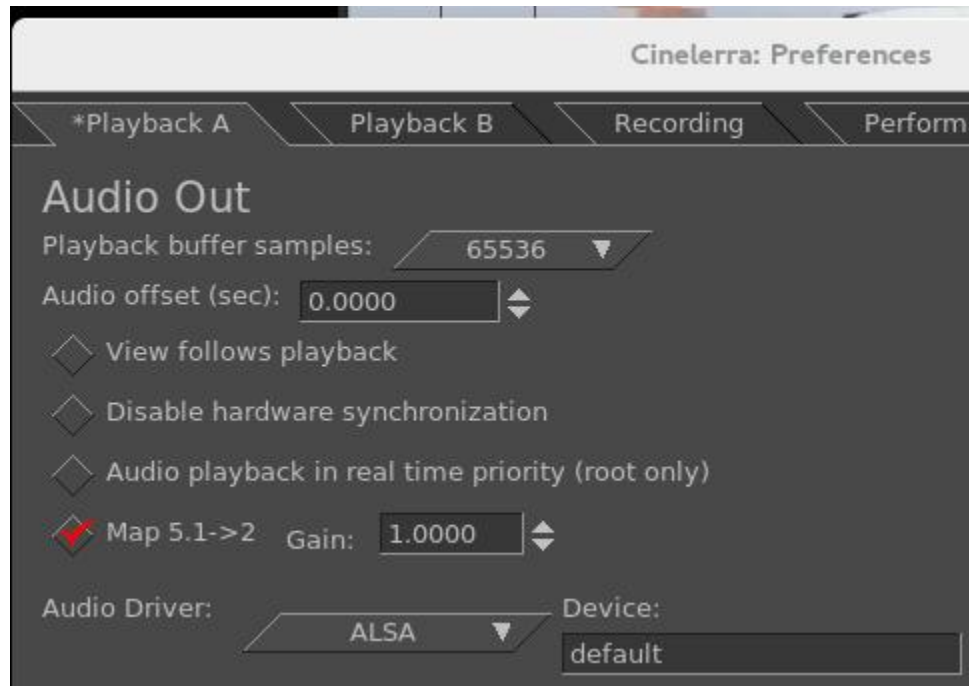 Cinelerra: Preferences
*Playback A Playback B Recording Perform
Audio Out
Playback buffer samples: 65536
Audio offset (sec): 0.0000
View follows playback
Disable hardware synchronization
Audio playback in real time priority (root only)
Map 5.1->2 Gain: 1.0000
Audio Driver: ALSA Device:
default